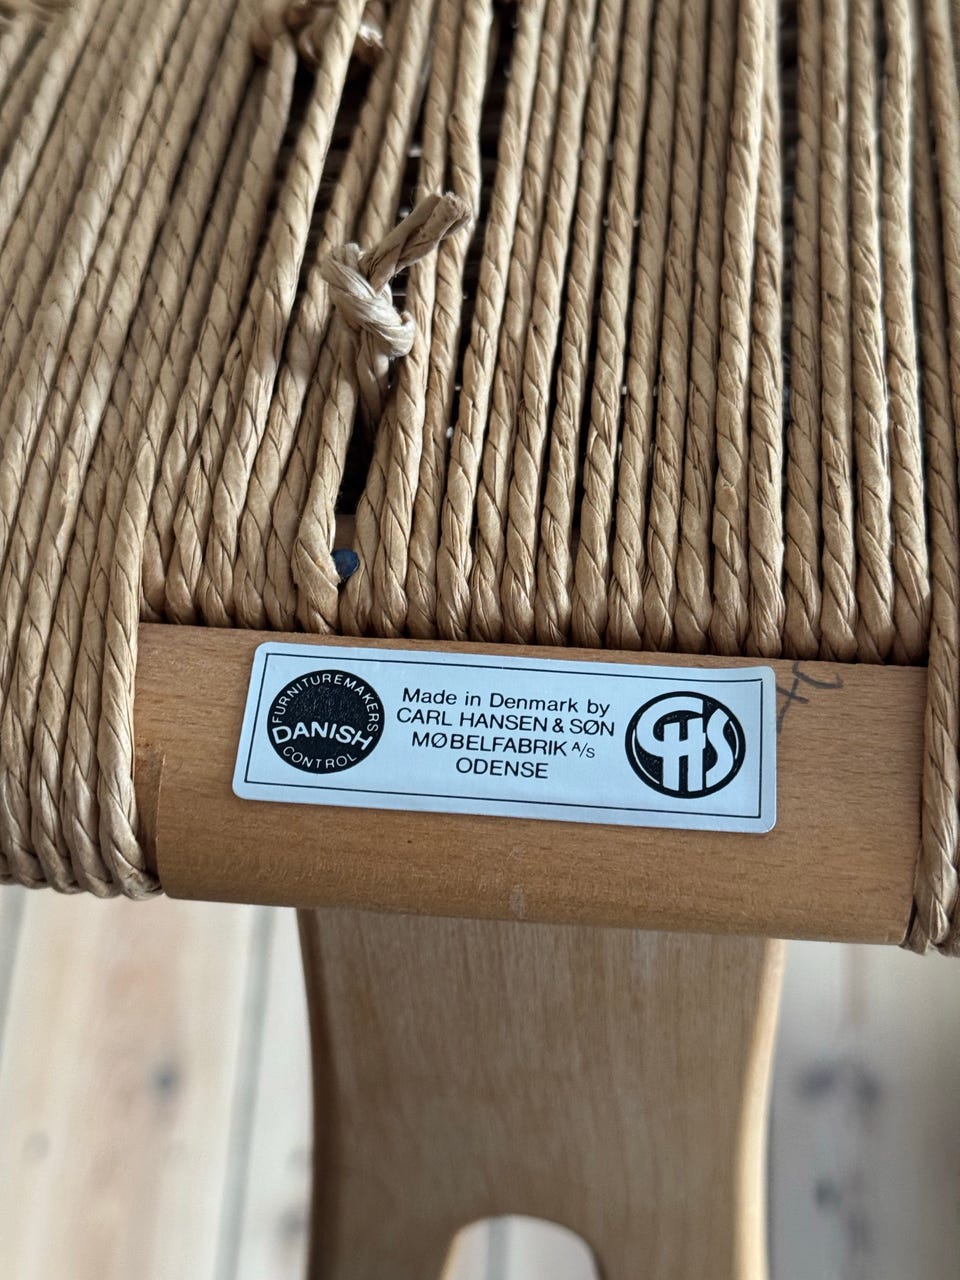 FURNITUREMAKERS
DANISH
CONTROL
Made in Denmark by
CARL HANSEN & SØN
MØBELFABRIK A/S
ODENSE
CHS